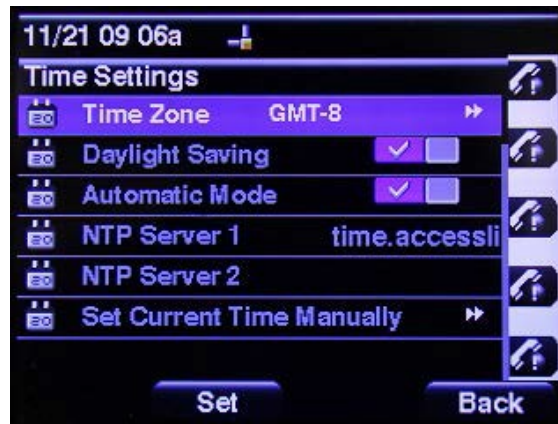 11/21 09 06a
Time Settings
Time Zone GMT-8
Daylight Saving
Automatic Mode
NTP Server 1 time.accessli
NTP Server 2
Set Current Time Manually
Set Back